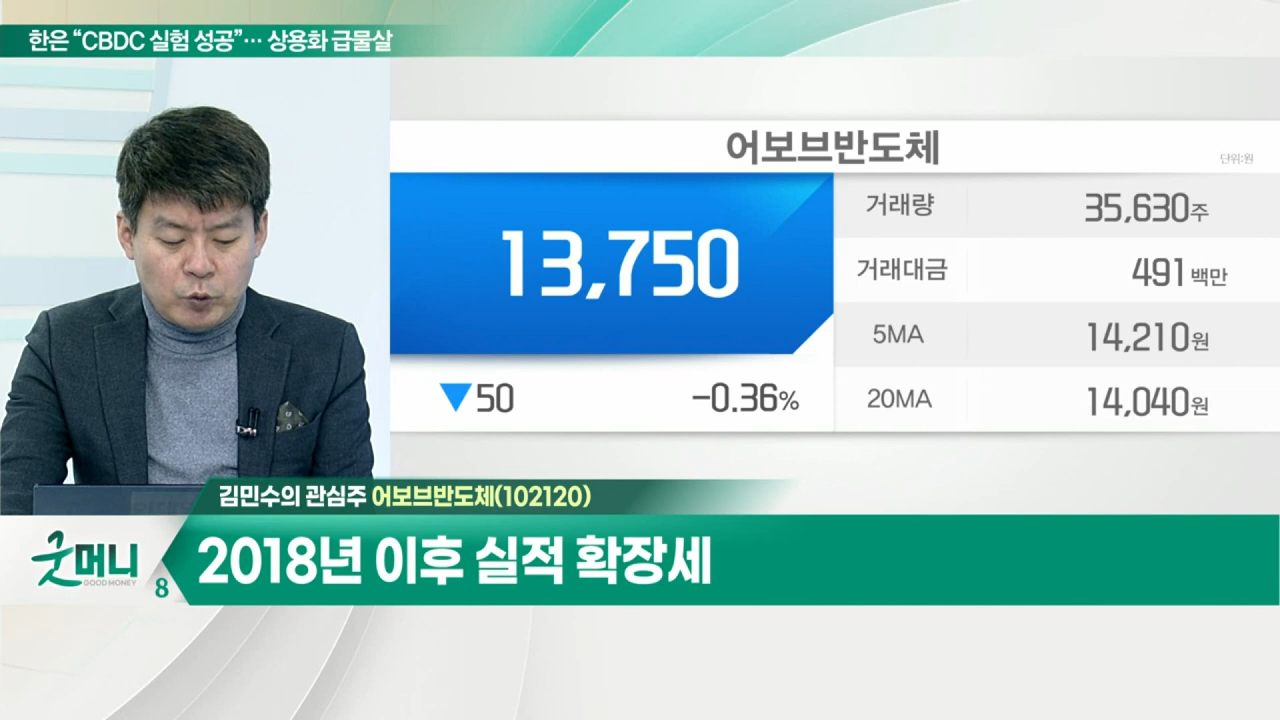 한은 “CBDC 실험 성공”… 상용화 급물살
어보브반도체
단위:원
13,750
▼50 -0.36%
거래량 35,630주
거래대금 491백만
5MA 14,210원
20MA 14,040원
김민수의 관심주 어보브반도체(102120)
2018년 이후 실적 확장세
굿머니
GOOD MONEY
8